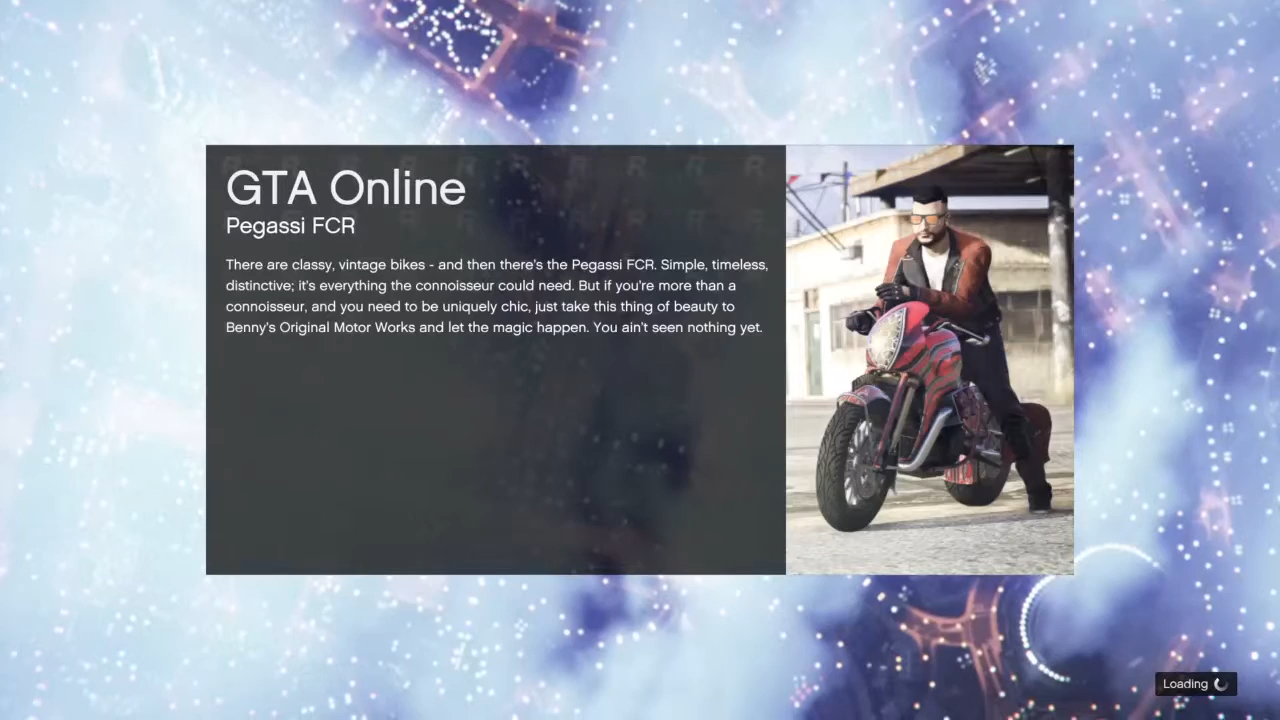 GTA Online
Pegassi FCR
There are classy, vintage bikes - and then there's the Pegassi FCR. Simple, timeless,
distinctive; it's everything the connoisseur could need. But if you're more than a
connoisseur, and you need to be uniquely chic, just take this thing of beauty to
Benny's Original Motor Works and let the magic happen. You ain't seen nothing yet.
Loading